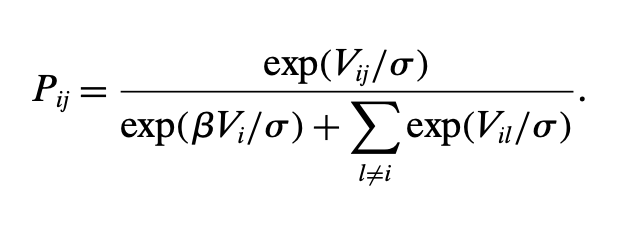 P_{ij} = \frac{\exp(V_{ij}/\sigma)}{\exp(\beta V_i/\sigma) + \sum_{l \neq i} \exp(V_{il}/\sigma)}.